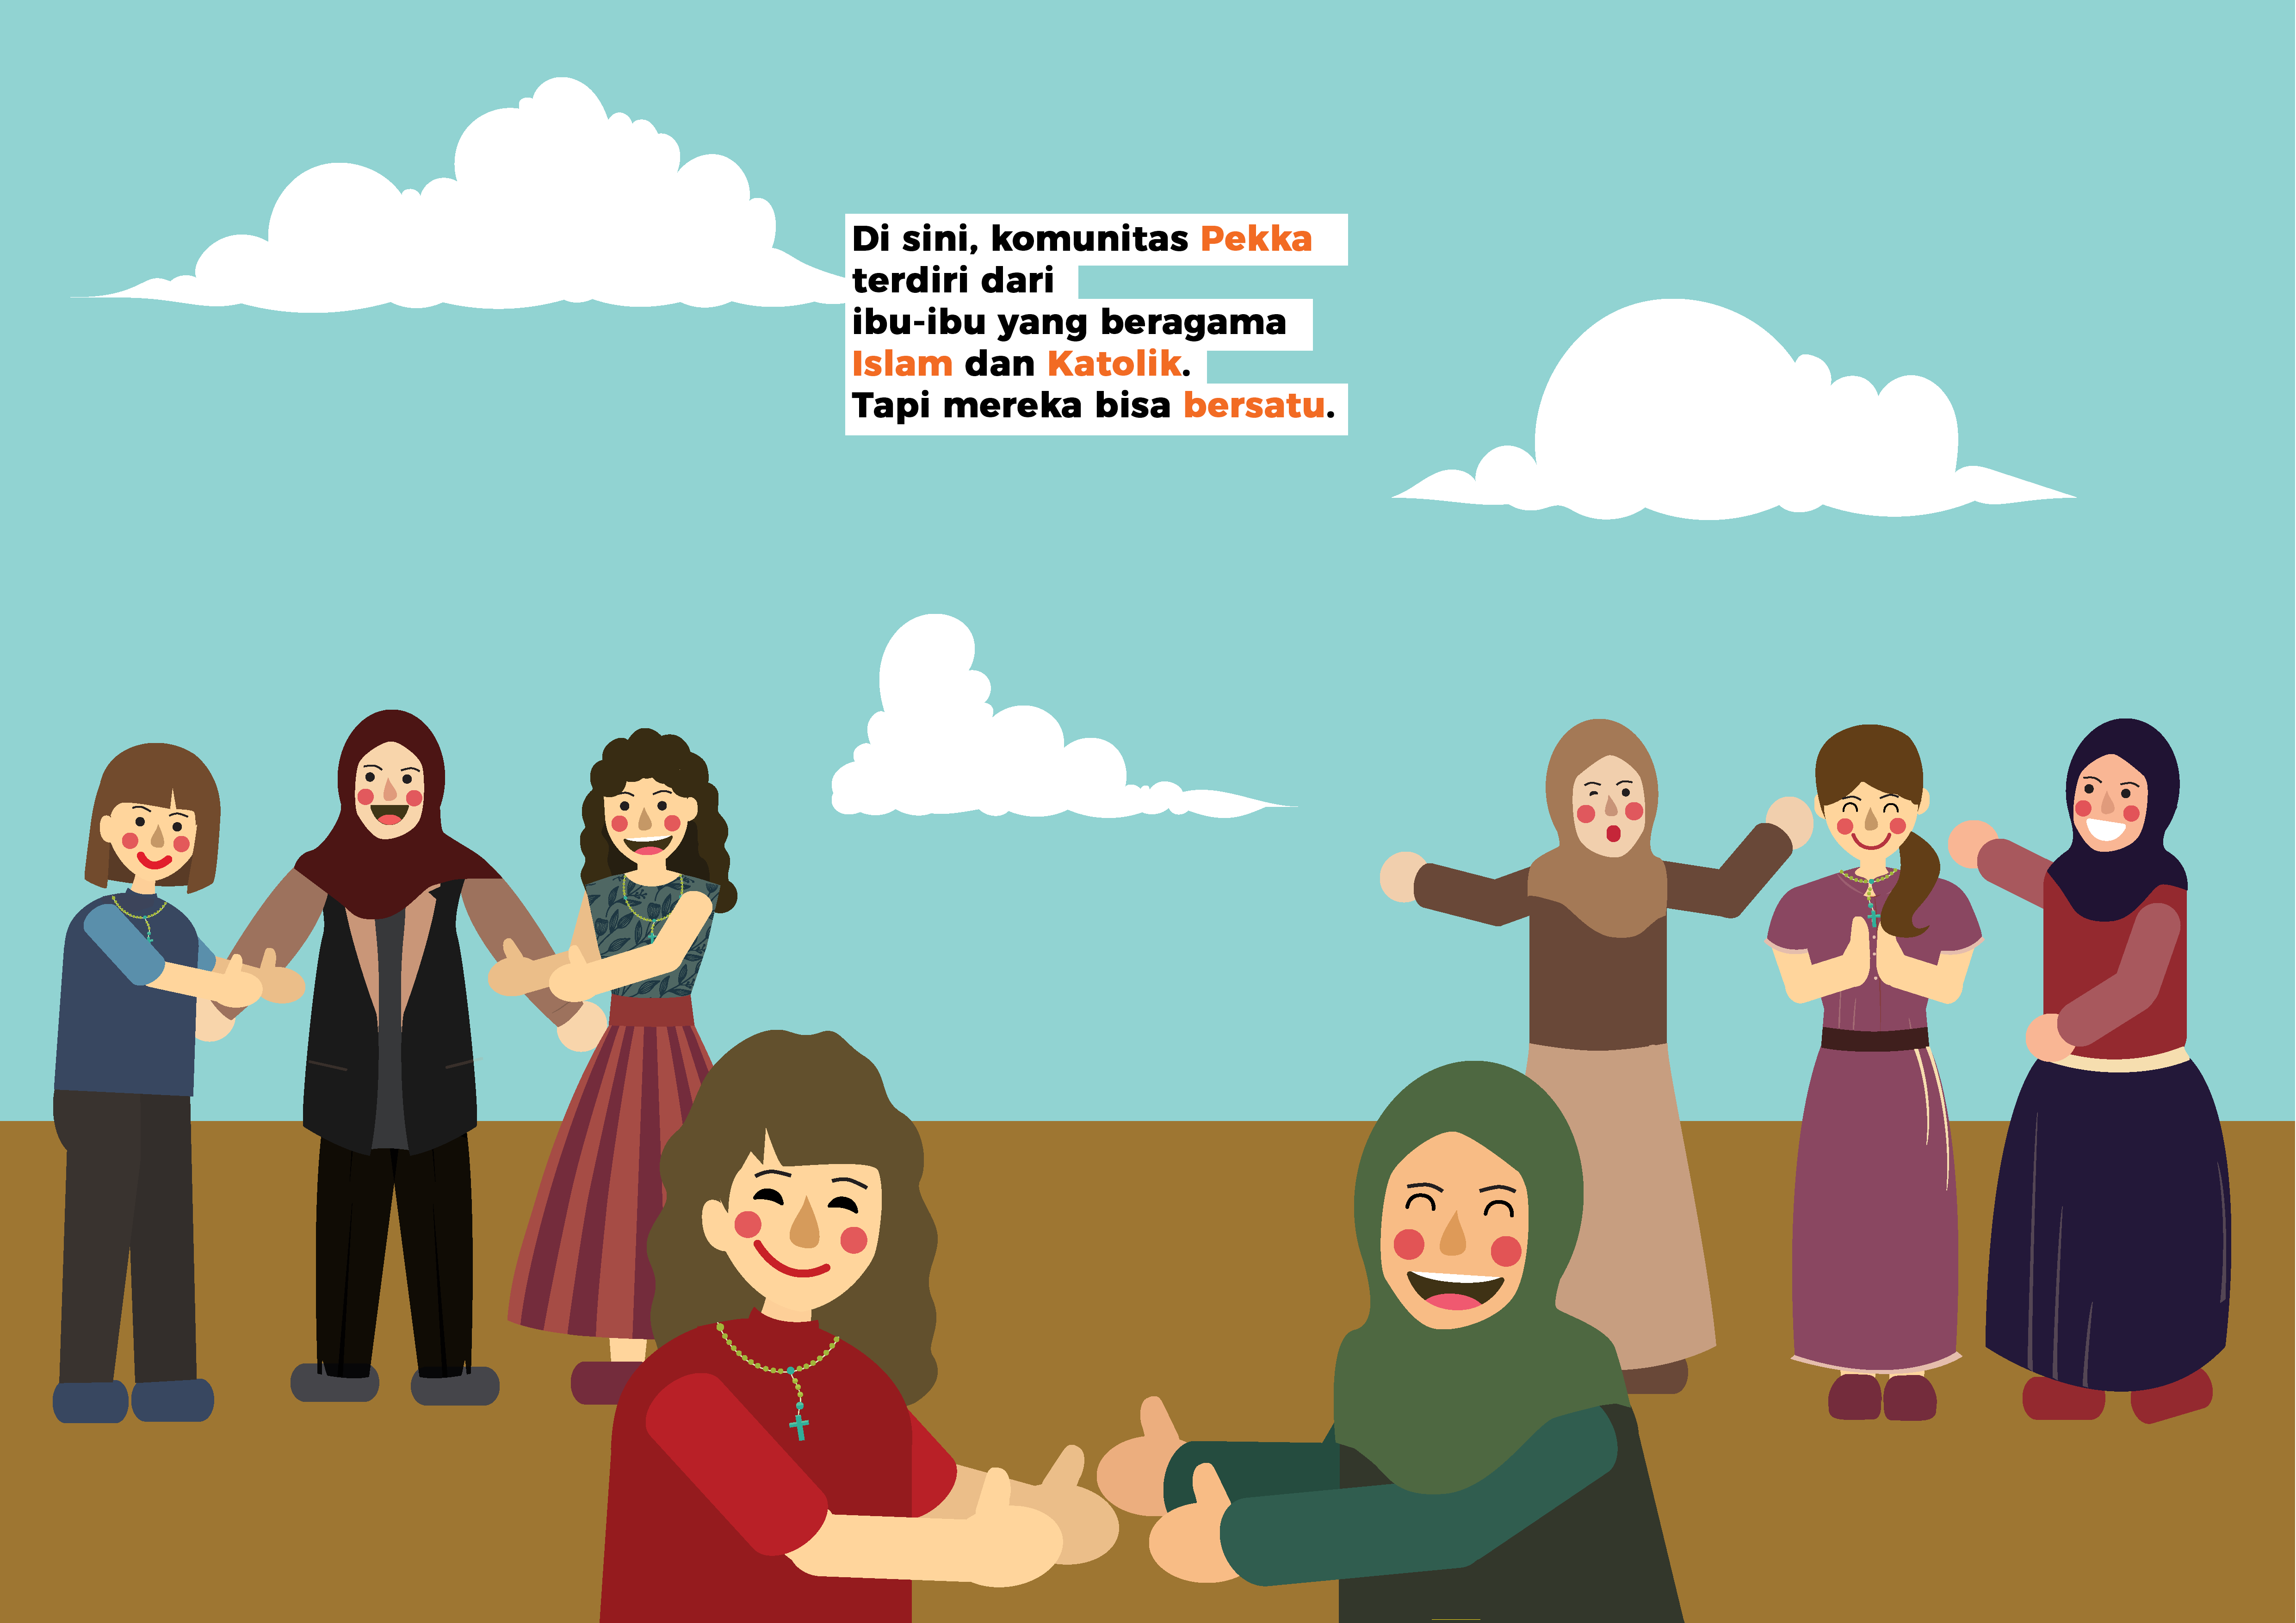 Di sini, komunitas Pekka
terdiri dari
ibu-ibu yang beragama
Islam dan Katolik.
Tapi mereka bisa bersatu.